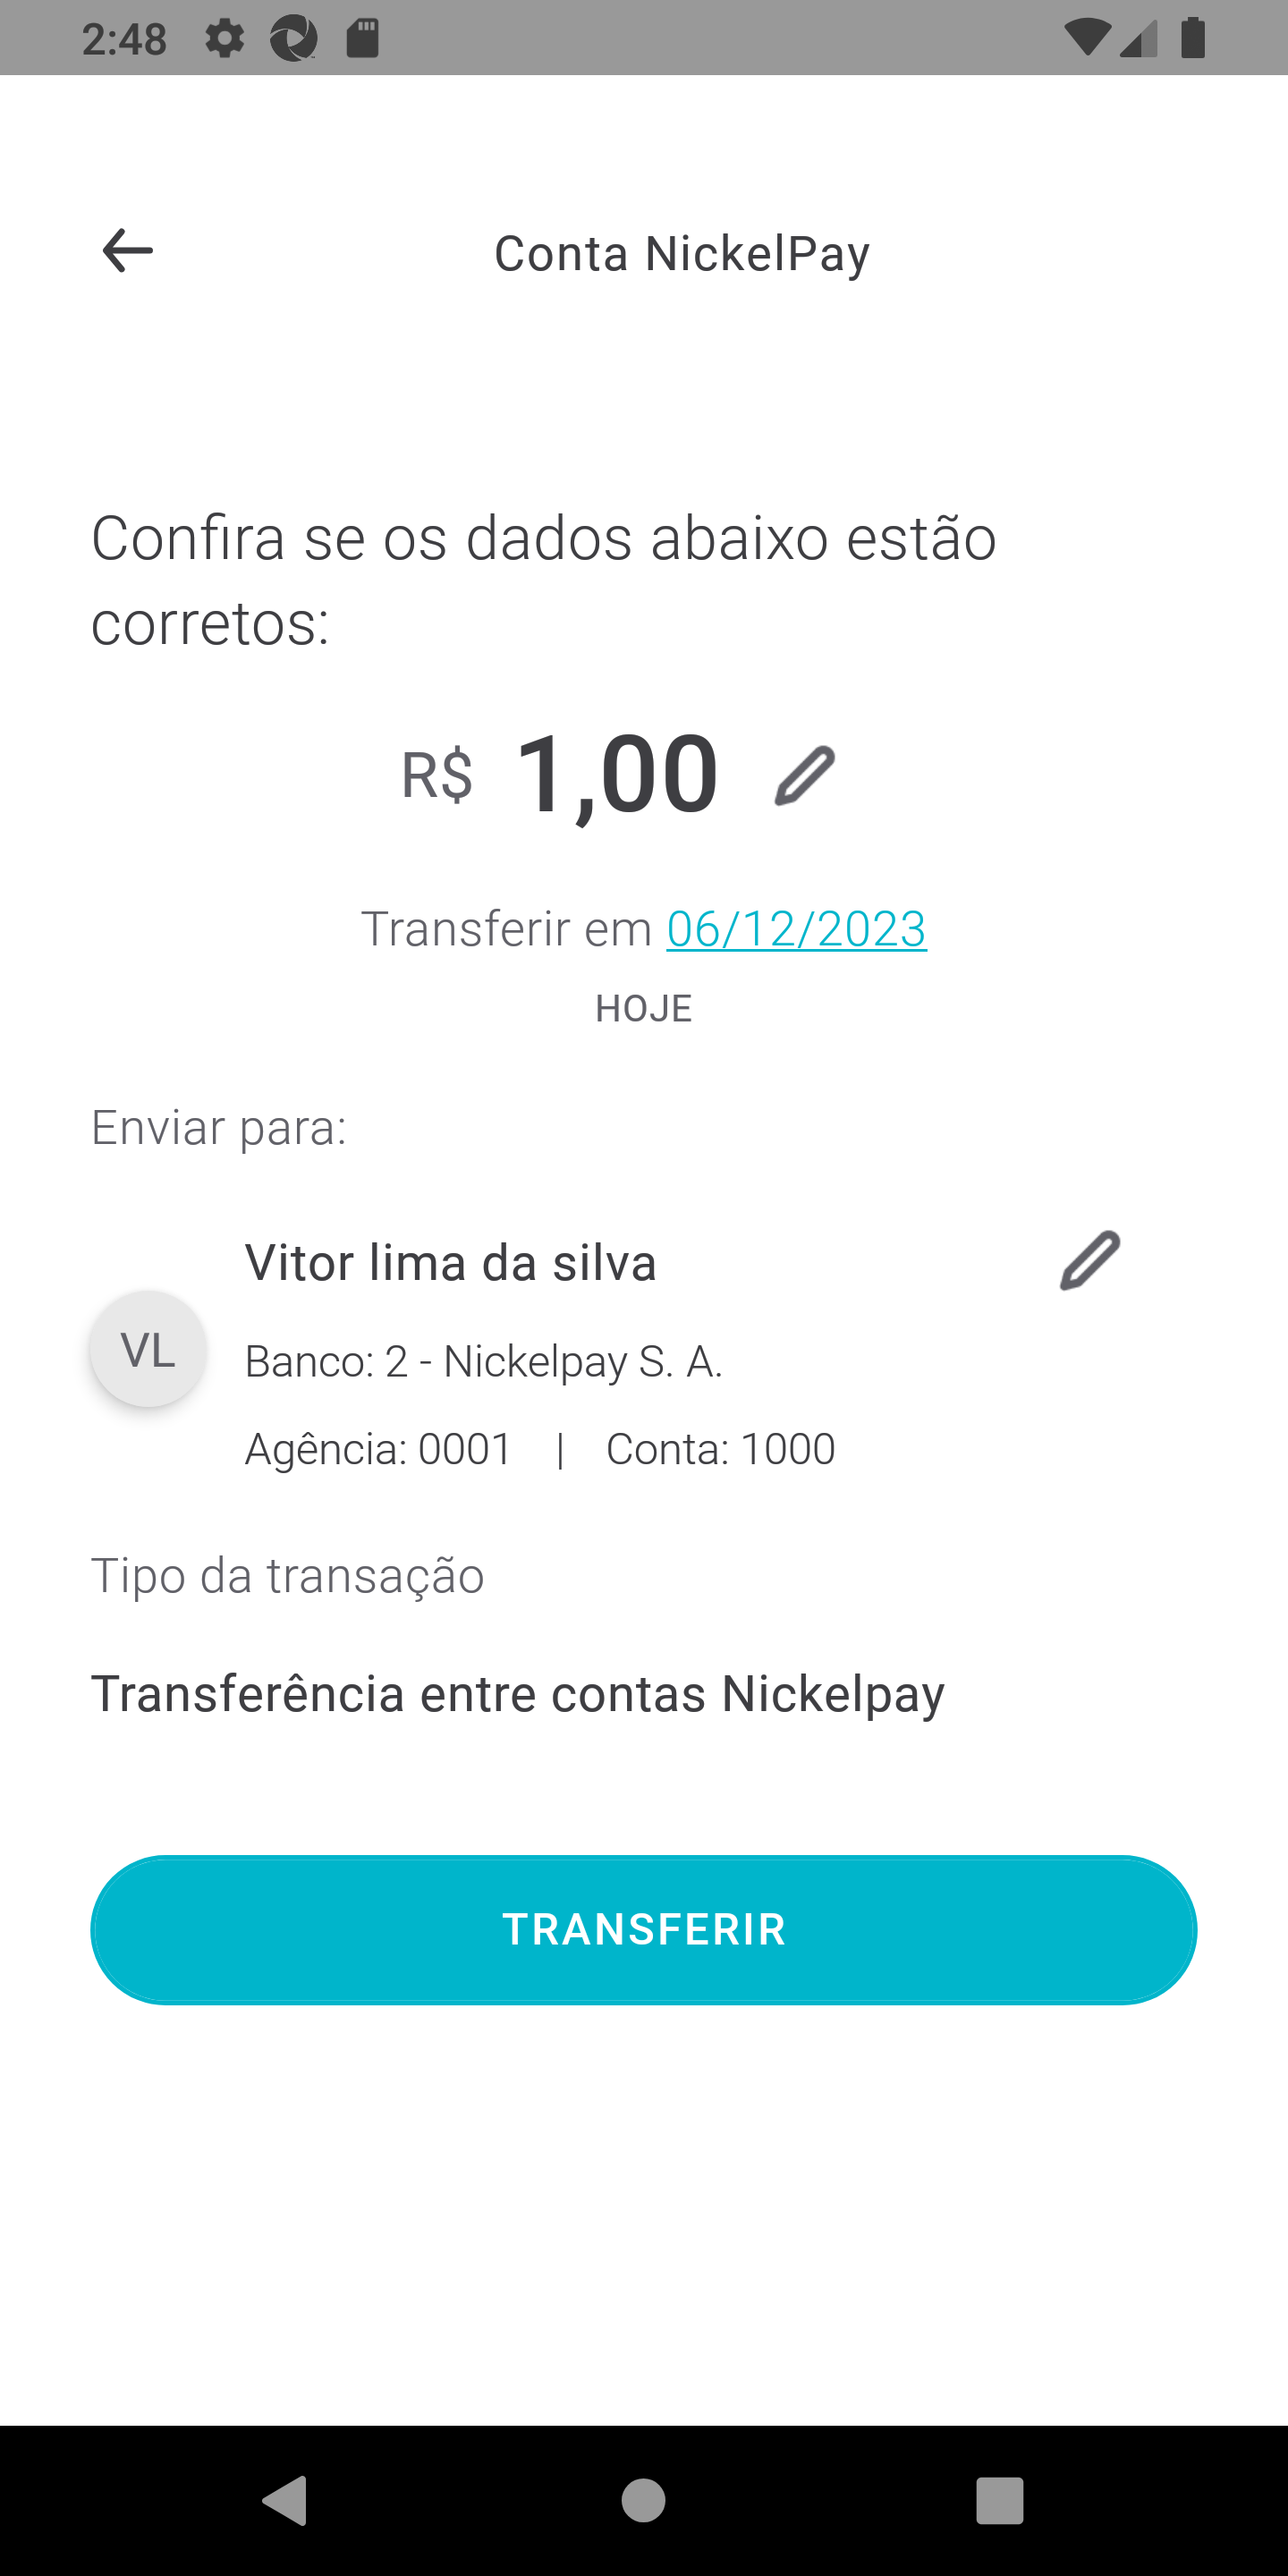 2:48
Conta NickelPay
Confira se os dados abaixo estão
corretos:
R$ 1,00
Transferir em 06/12/2023
HOJE
Enviar para:
Vitor lima da silva
VL
Banco: 2 - Nickelpay S. A.
Agência: 0001 | Conta: 1000
Tipo da transação
Transferência entre contas Nickelpay
TRANSFERIR